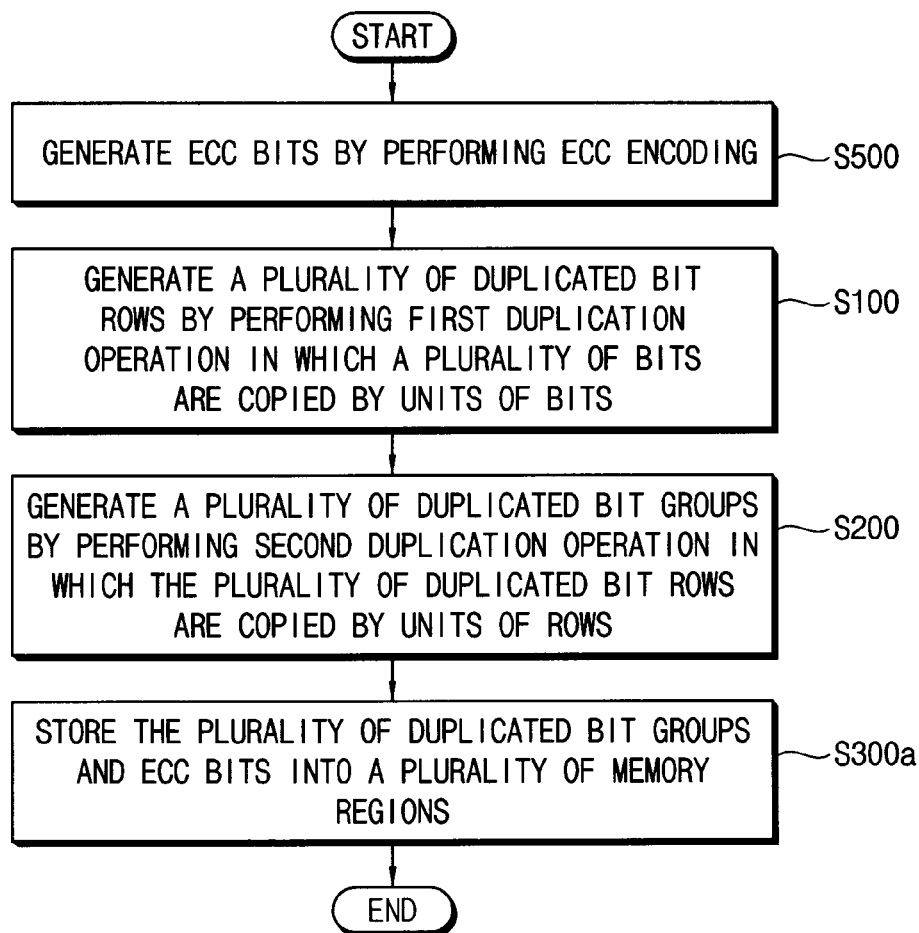 START
GENERATE ECC BITS BY PERFORMING ECC ENCODING
S500
GENERATE A PLURALITY OF DUPLICATED BIT
ROWS BY PERFORMING FIRST DUPLICATION
OPERATION IN WHICH A PLURALITY OF BITS
ARE COPIED BY UNITS OF BITS
S100
GENERATE A PLURALITY OF DUPLICATED BIT GROUPS
BY PERFORMING SECOND DUPLICATION OPERATION IN
WHICH THE PLURALITY OF DUPLICATED BIT ROWS
ARE COPIED BY UNITS OF ROWS
S200
STORE THE PLURALITY OF DUPLICATED BIT GROUPS
AND ECC BITS INTO A PLURALITY OF MEMORY
REGIONS
S300a
END